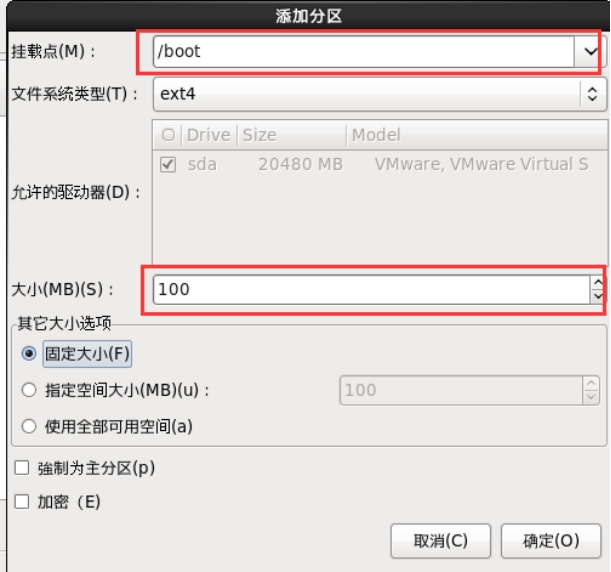 添加分区
挂载点(M)：
/boot
文件系统类型(T)：
ext4
允许的驱动器(D)：
Drive Size Model
sda 20480 MB VMware, VMware Virtual S
大小(MB)(S)：
100
其它大小选项
固定大小(F)
指定空间大小(MB)(u)：
100
使用全部可用空间(a)
強制为主分区(p)
加密（E)
取消(C)
确定(O)